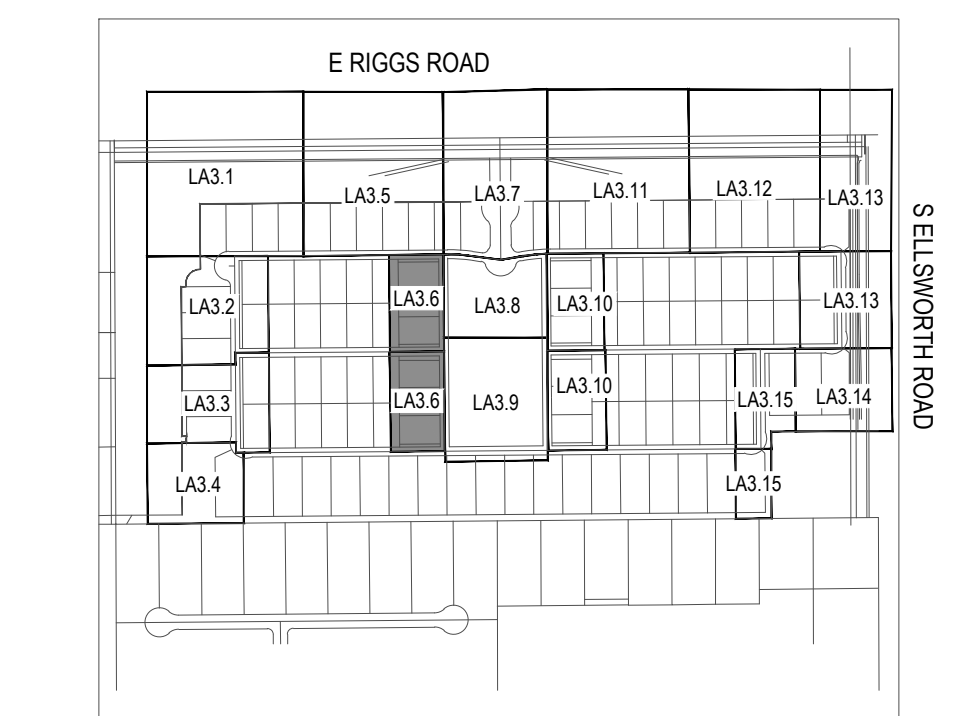 E RIGGS ROAD
LA3.1
LA3.5
LA3.7
LA3.11
LA3.12
LA3.13
S ELLSWORTH ROAD
LA3.2
LA3.6
LA3.8
LA3.10
LA3.13
LA3.3
LA3.6
LA3.9
LA3.10
LA3.15
LA3.14
LA3.4
LA3.15